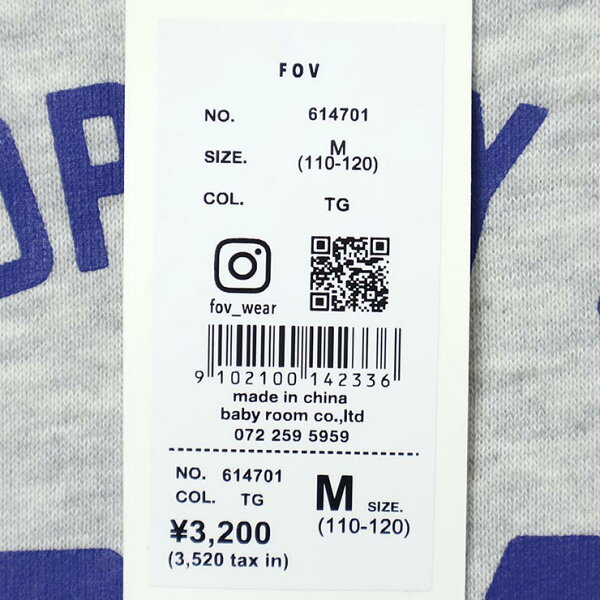 FOV
NO. 614701
SIZE. M
(110-120)
COL. TG
fov_wear
9 102100 142336
made in china
baby room co.,ltd
072 259 5959
NO. 614701
COL. TG
M SIZE.
(110-120)
¥3,200
(3,520 tax in)